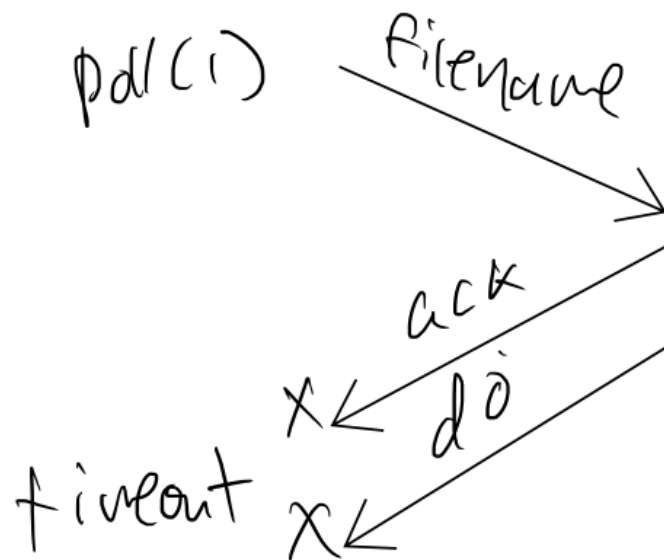 pdl(1)
filename
ack
X
d0
timeout
X